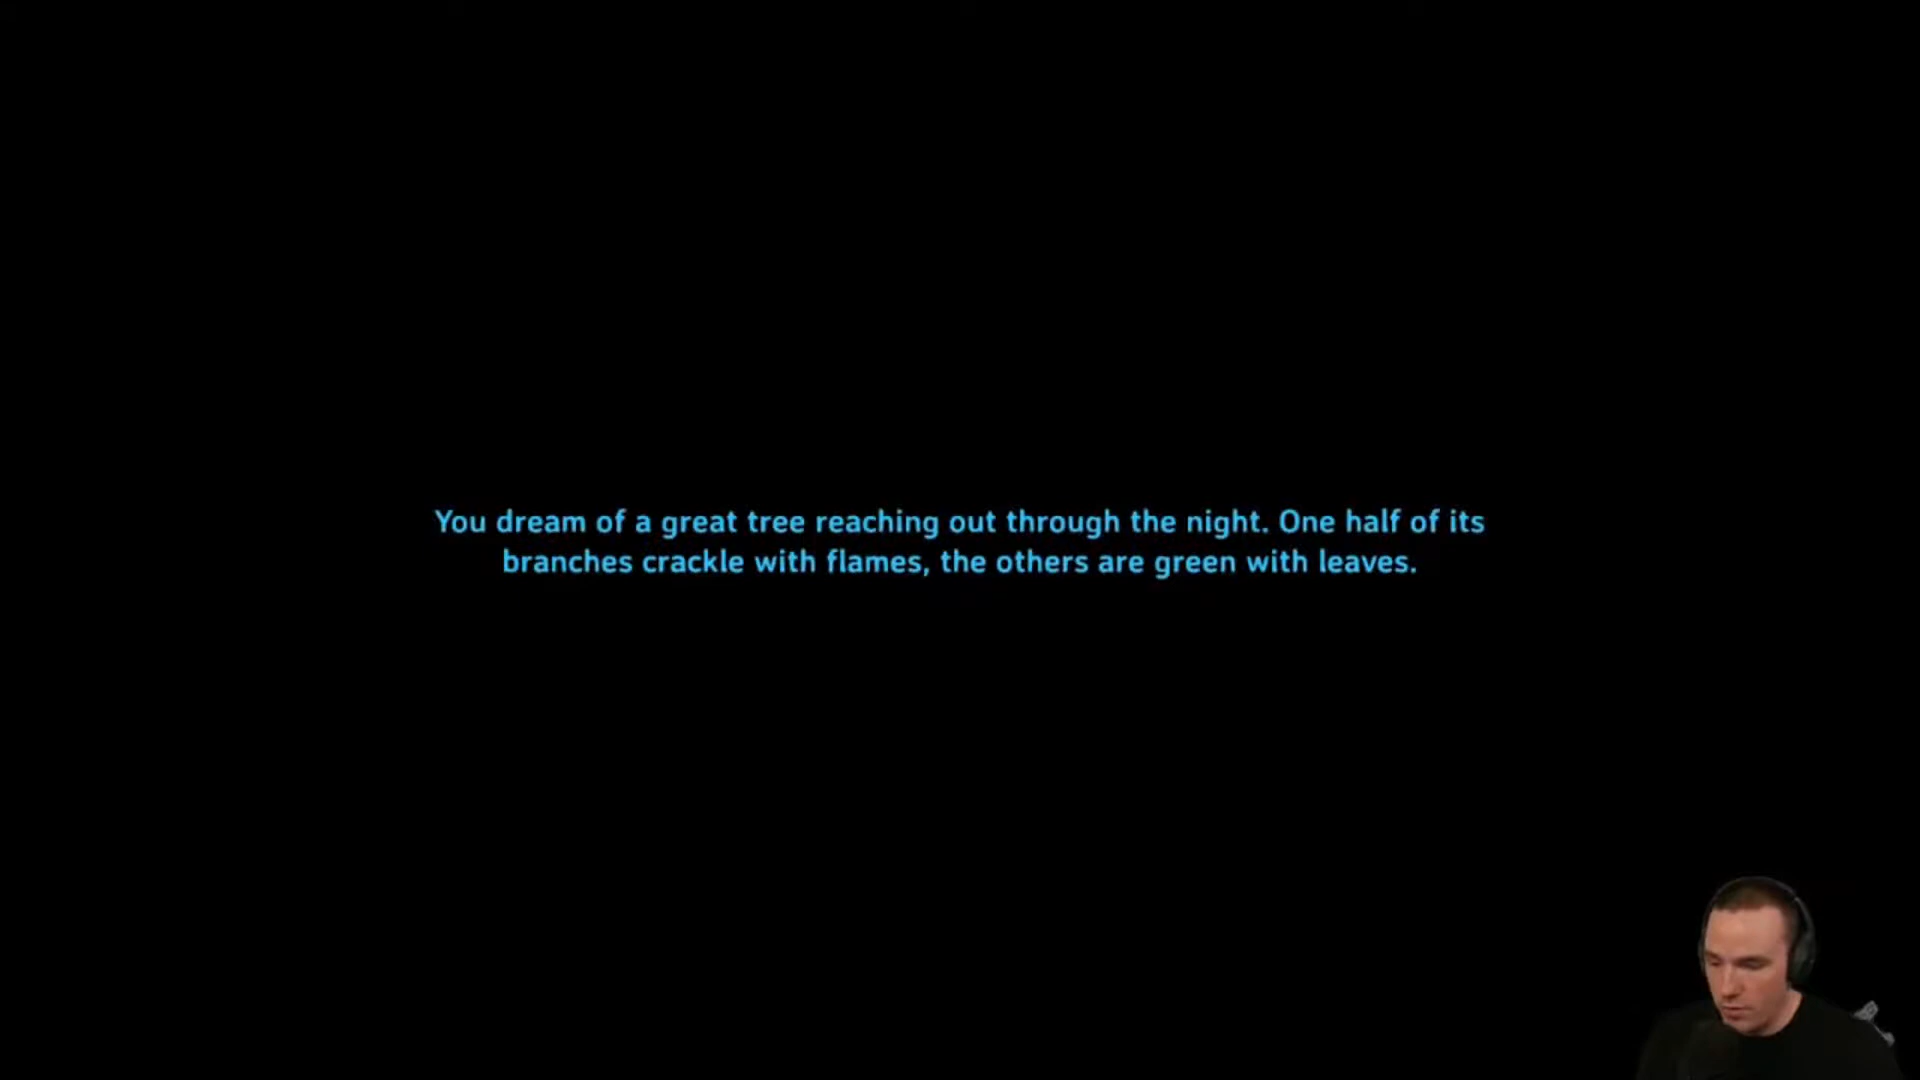 You dream of a great tree reaching out through the night. One half of its
branches crackle with flames, the others are green with leaves.